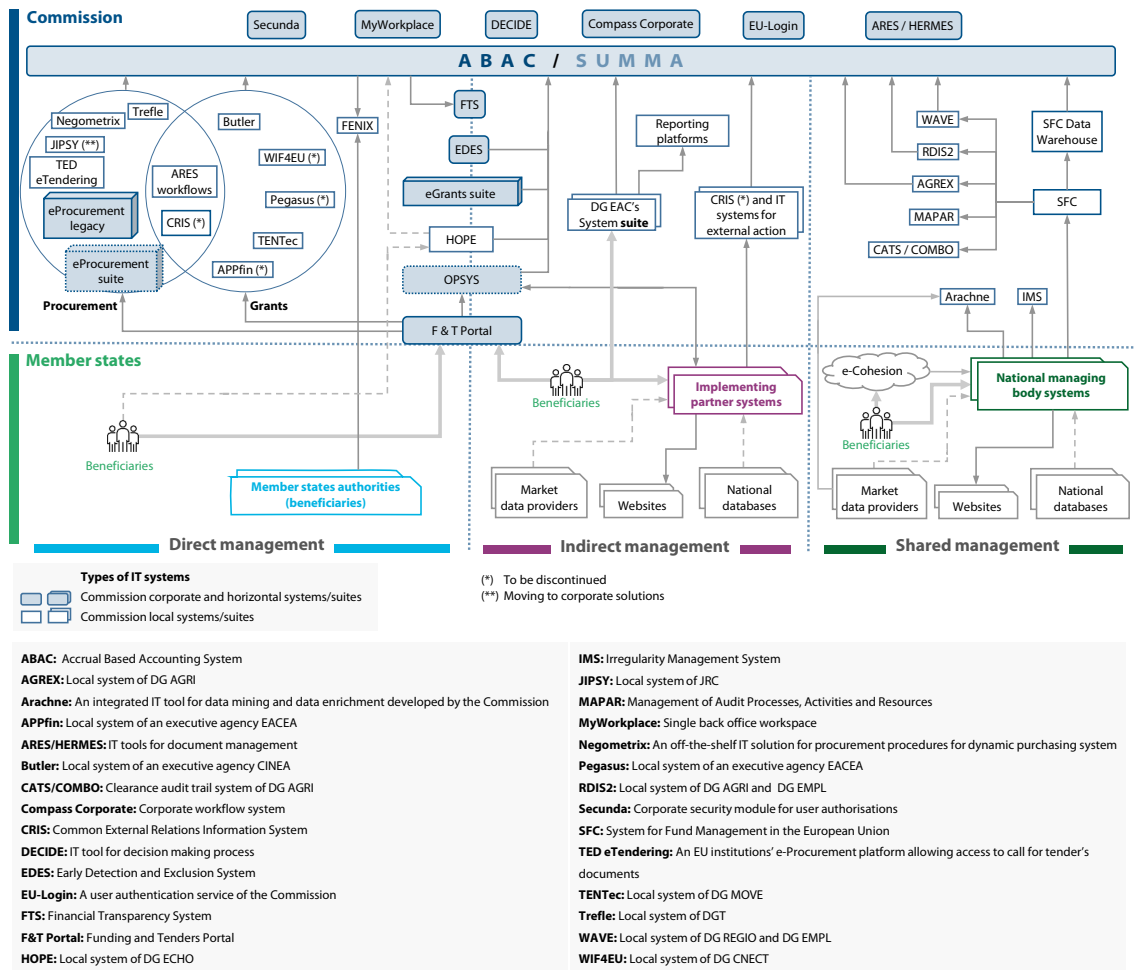 Commission
Secunda
MyWorkplace
DECIDE
Compass Corporate
EU-Login
ARES / HERMES
ABAC / SUMMA
Negometrix
Trefle
JIPSY (**)
TED
eTendering
eProcurement
legacy
eProcurement
suite
ARES
workflows
CRIS (*)
Butler
WIF4EU (*)
Pegasus (*)
TENTec
APPfin (*)
Procurement
Grants
FENIX
FTS
EDES
eGrants suite
HOPE
OPSYS
F & T Portal
Reporting
platforms
DG EAC's
System suite
CRIS (*) and IT
systems for
external action
WAVE
RDIS2
AGREX
MAPAR
CATS / COMBO
SFC Data
Warehouse
SFC
Arachne
IMS
Member states
Beneficiaries
Member states authorities
(beneficiaries)
Beneficiaries
Implementing
partner systems
Market
data providers
Websites
National
databases
e-Cohesion
Beneficiaries
National managing
body systems
Market
data providers
Websites
National
databases
Direct management
Indirect management
Shared management
Types of IT systems
Commission corporate and horizontal systems/suites
Commission local systems/suites
(*) To be discontinued
(**) Moving to corporate solutions
ABAC: Accrual Based Accounting System
AGREX: Local system of DG AGRI
Arachne: An integrated IT tool for data mining and data enrichment developed by the Commission
APPfin: Local system of an executive agency EACEA
ARES/HERMES: IT tools for document management
Butler: Local system of an executive agency CINEA
CATS/COMBO: Clearance audit trail system of DG AGRI
Compass Corporate: Corporate workflow system
CRIS: Common External Relations Information System
DECIDE: IT tool for decision making process
EDES: Early Detection and Exclusion System
EU-Login: A user authentication service of the Commission
FTS: Financial Transparency System
F&T Portal: Funding and Tenders Portal
HOPE: Local system of DG ECHO
IMS: Irregularity Management System
JIPSY: Local system of JRC
MAPAR: Management of Audit Processes, Activities and Resources
MyWorkplace: Single back office workspace
Negometrix: An off-the-shelf IT solution for procurement procedures for dynamic purchasing system
Pegasus: Local system of an executive agency EACEA
RDIS2: Local system of DG AGRI and DG EMPL
Secunda: Corporate security module for user authorisations
SFC: System for Fund Management in the European Union
TED eTendering: An EU institutions' e-Procurement platform allowing access to call for tender's
documents
TENTec: Local system of DG MOVE
Trefle: Local system of DGT
WAVE: Local system of DG REGIO and DG EMPL
WIF4EU: Local system of DG CNECT